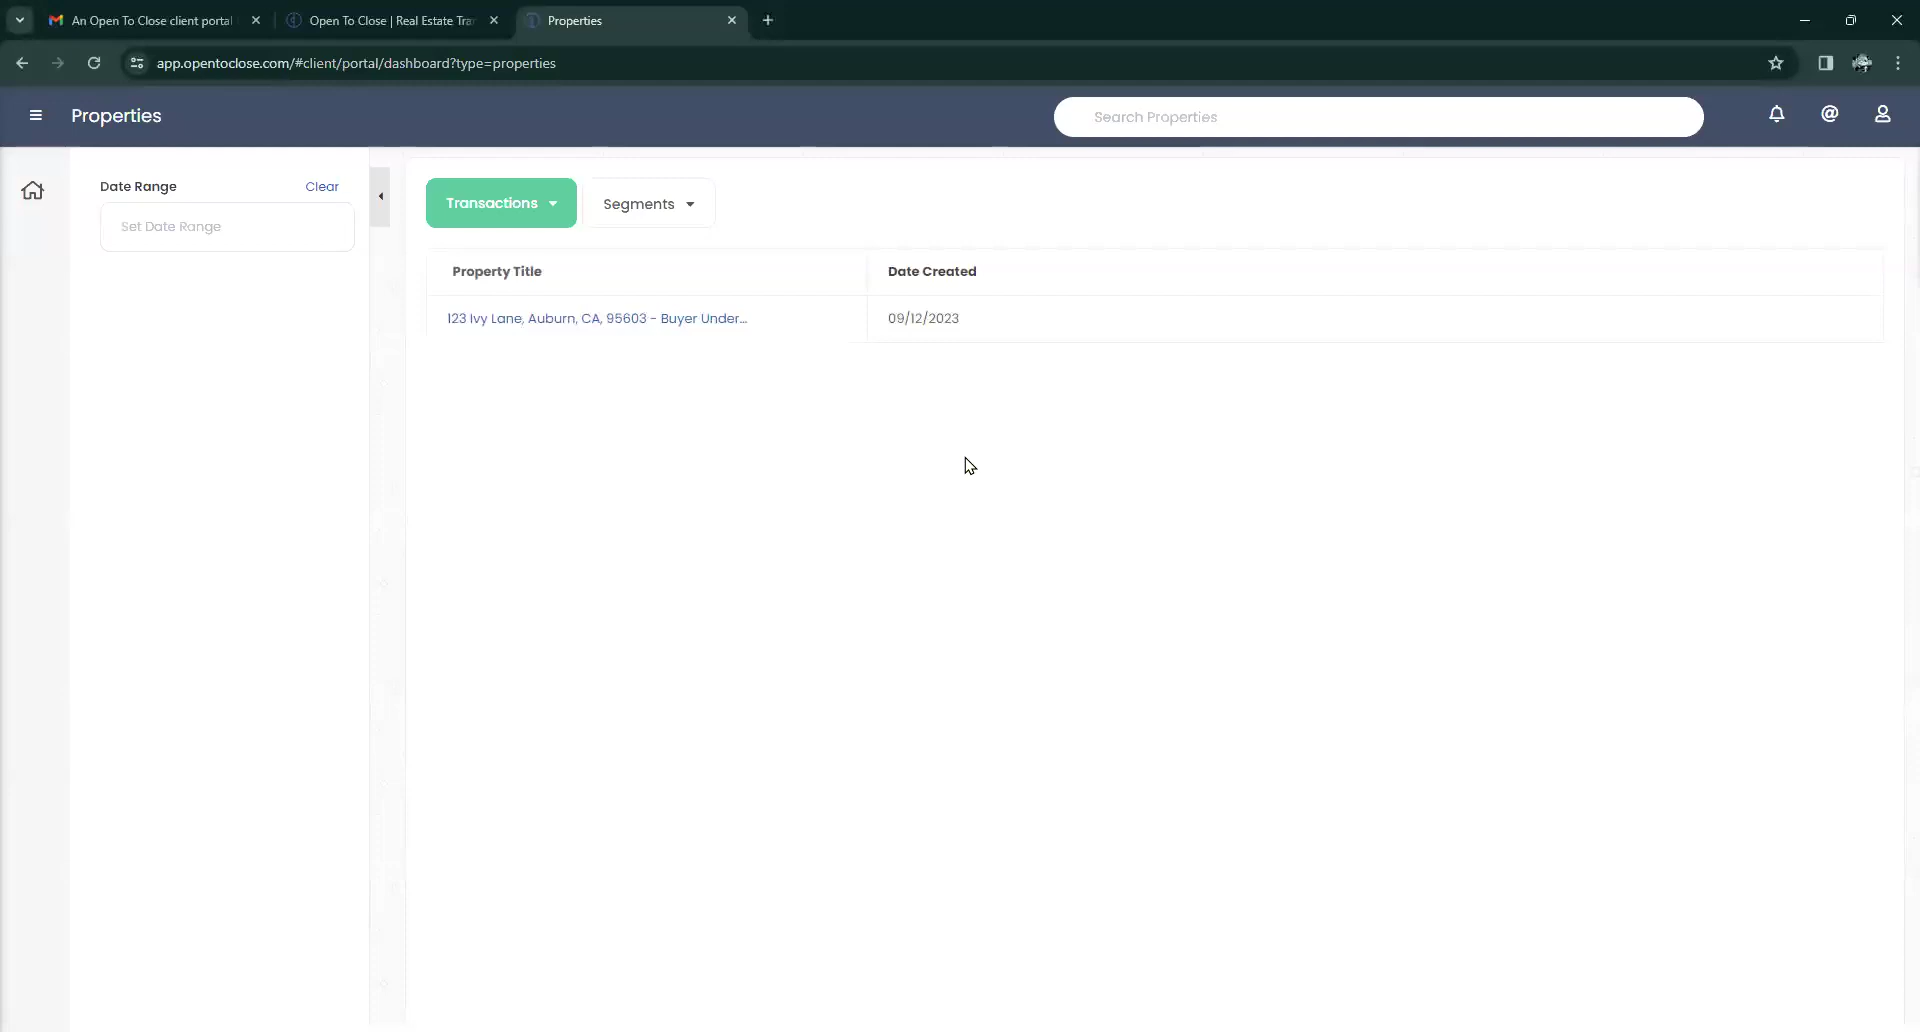 An Open To Close client portal
Open To Close | Real Estate Tra
Properties
app.opentoclose.com/#client/portal/dashboard?type=properties
Properties
Search Properties
@
Date Range
Clear
Set Date Range
Transactions
Segments
Property Title
Date Created
123 Ivy Lane, Auburn, CA, 95603 - Buyer Under...
09/12/2023